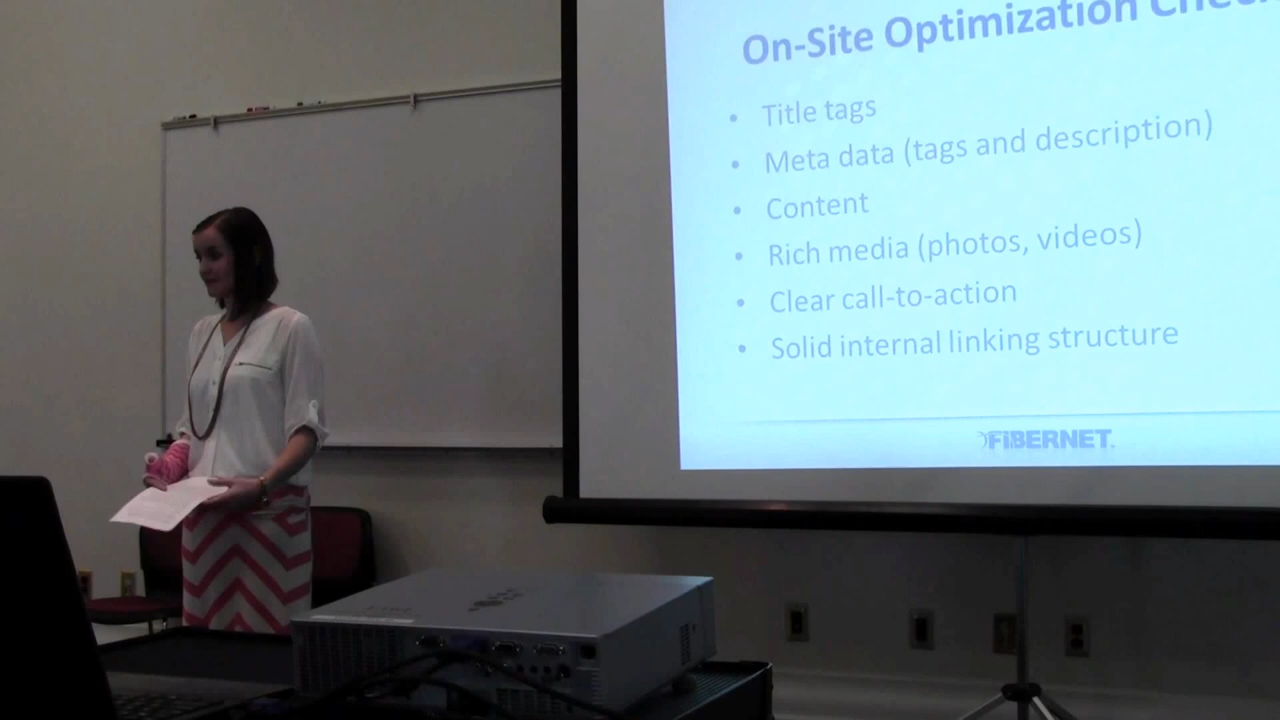 On-Site Optimization
• Title tags
• Meta data (tags and description)
• Content
• Rich media (photos, videos)
• Clear call-to-action
• Solid internal linking structure
FIBERNET